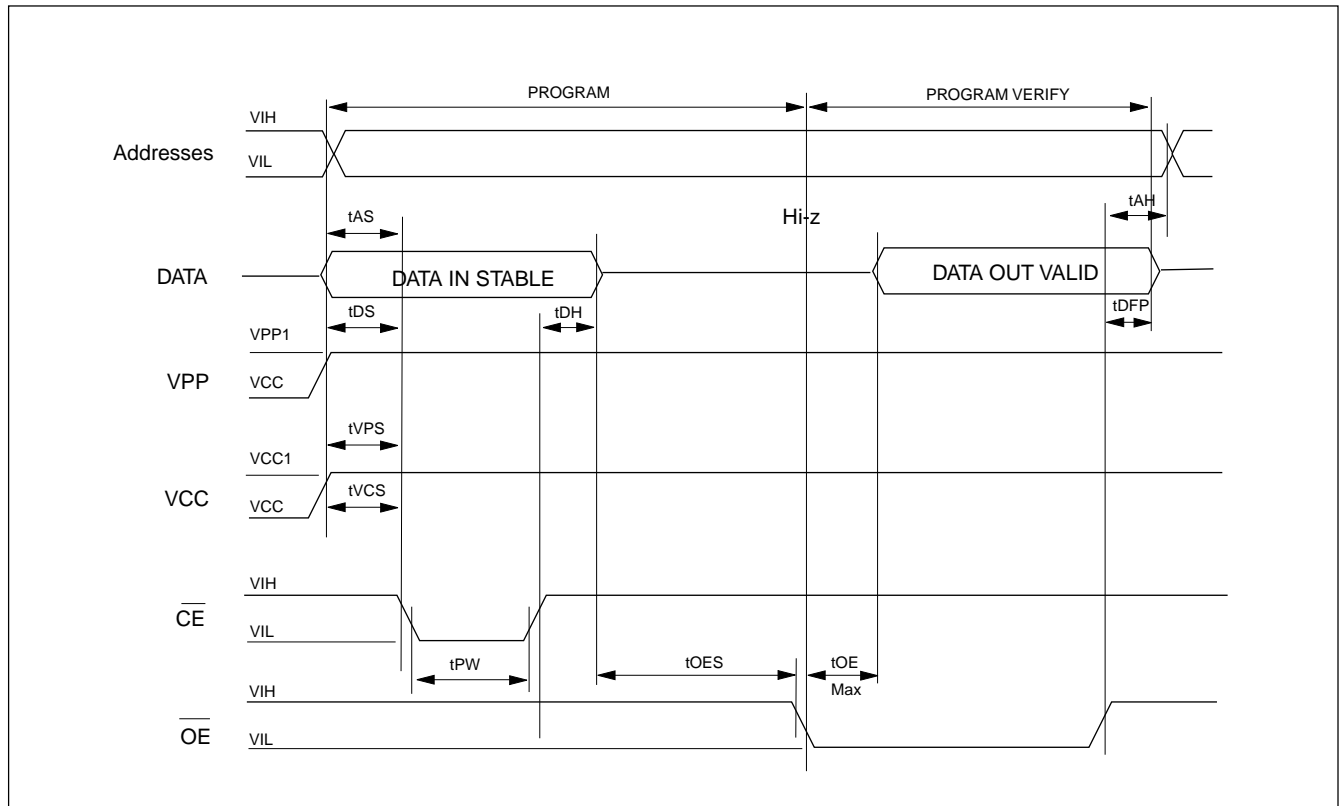 PROGRAM
PROGRAM VERIFY
VIH
Addresses
VIL
tAS
Hi-z
tAH
DATA
DATA IN STABLE
DATA OUT VALID
tDS
tDH
tDFP
VPP1
VPP
VCC
tVPS
VCC1
VCC
VCC
tVCS
VIH
CE
VIL
tPW
tOES
tOE
Max
VIH
OE
VIL